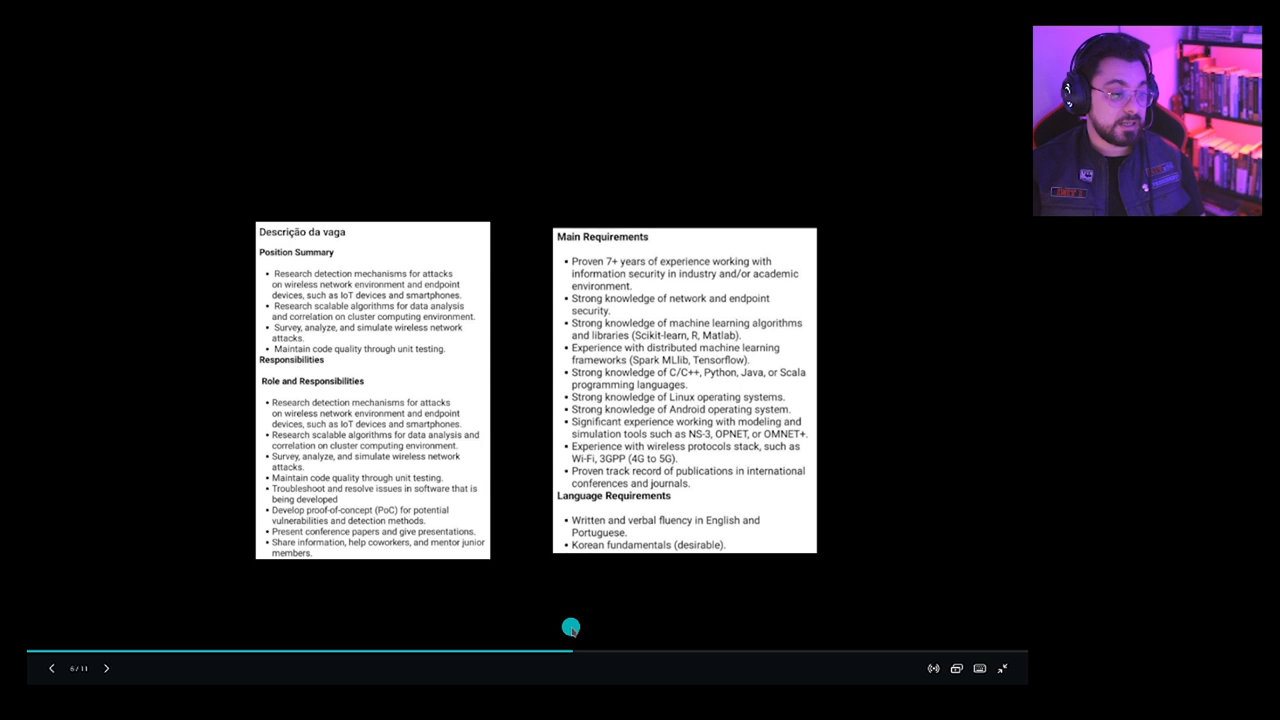 Descrição da vaga
Position Summary
• Research detection mechanisms for attacks
on wireless network environment and endpoint
devices, such as IoT devices and smartphones.
• Research scalable algorithms for data analysis
and correlation on cluster computing environment.
• Survey, analyze, and simulate wireless network
attacks.
• Maintain code quality through unit testing.
Responsibilities
Role and Responsibilities
• Research detection mechanisms for attacks
on wireless network environment and endpoint
devices, such as IoT devices and smartphones.
• Research scalable algorithms for data analysis and
correlation on cluster computing environment.
• Survey, analyze, and simulate wireless network
attacks.
• Maintain code quality through unit testing.
• Troubleshoot and resolve issues in software that is
being developed
• Develop proof-of-concept (PoC) for potential
vulnerabilities and detection methods.
• Present conference papers and give presentations.
• Share information, help coworkers, and mentor junior
members.
Main Requirements
• Proven 7+ years of experience working with
information security in industry and/or academic
environment.
• Strong knowledge of network and endpoint
security.
• Strong knowledge of machine learning algorithms
and libraries (Scikit-learn, R, Matlab).
• Experience with distributed machine learning
frameworks (Spark MLlib, Tensorflow).
• Strong knowledge of C/C++, Python, Java, or Scala
programming languages.
• Strong knowledge of Linux operating systems.
• Strong knowledge of Android operating system.
• Significant experience working with modeling and
simulation tools such as NS-3, OPNET, or OMNET+.
• Experience with wireless protocols stack, such as
Wi-Fi, 3GPP (4G to 5G).
• Proven track record of publications in international
conferences and journals.
Language Requirements
• Written and verbal fluency in English and
Portuguese.
• Korean fundamentals (desirable).
6/11